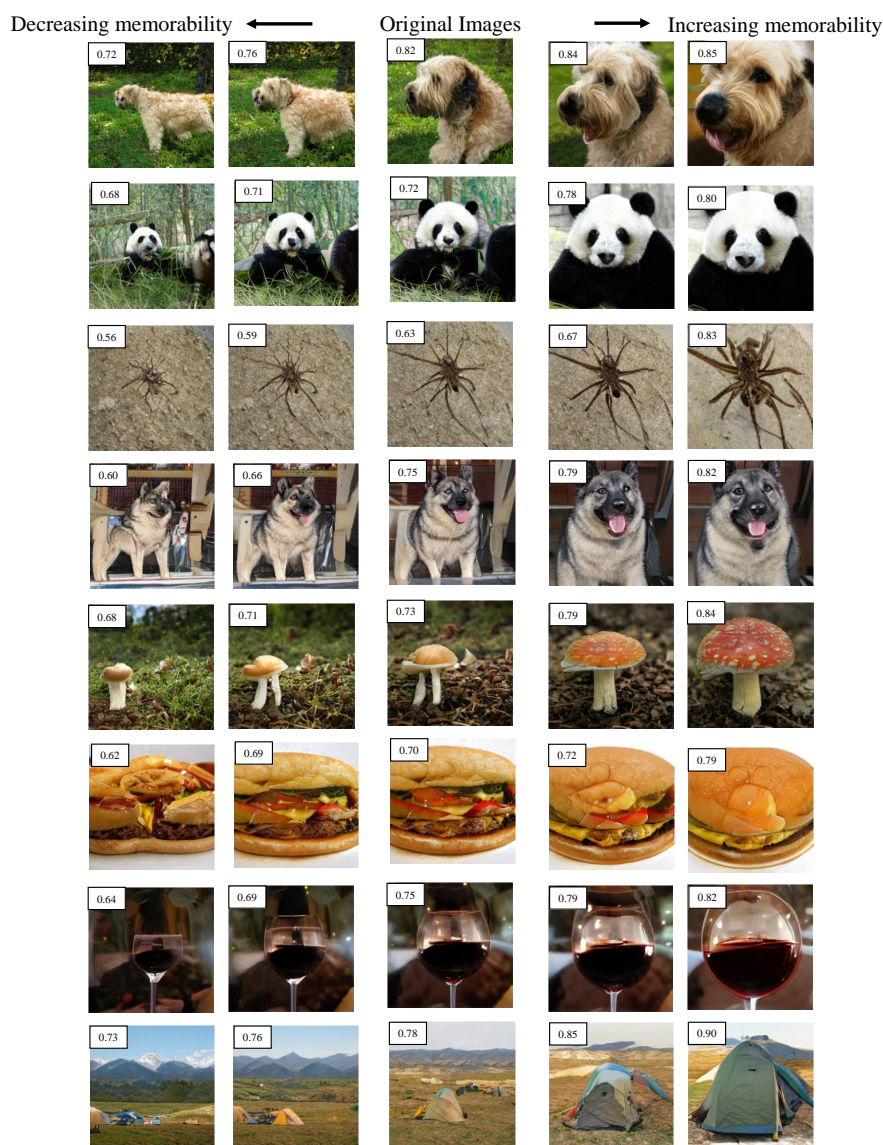 Decreasing memorability Original Images Increasing memorability
0.72 0.76 0.82 0.84 0.85
0.68 0.71 0.72 0.78 0.80
0.56 0.59 0.63 0.67 0.83
0.60 0.66 0.75 0.79 0.82
0.68 0.71 0.73 0.79 0.84
0.62 0.69 0.70 0.72 0.79
0.64 0.69 0.75 0.79 0.82
0.73 0.76 0.78 0.85 0.90